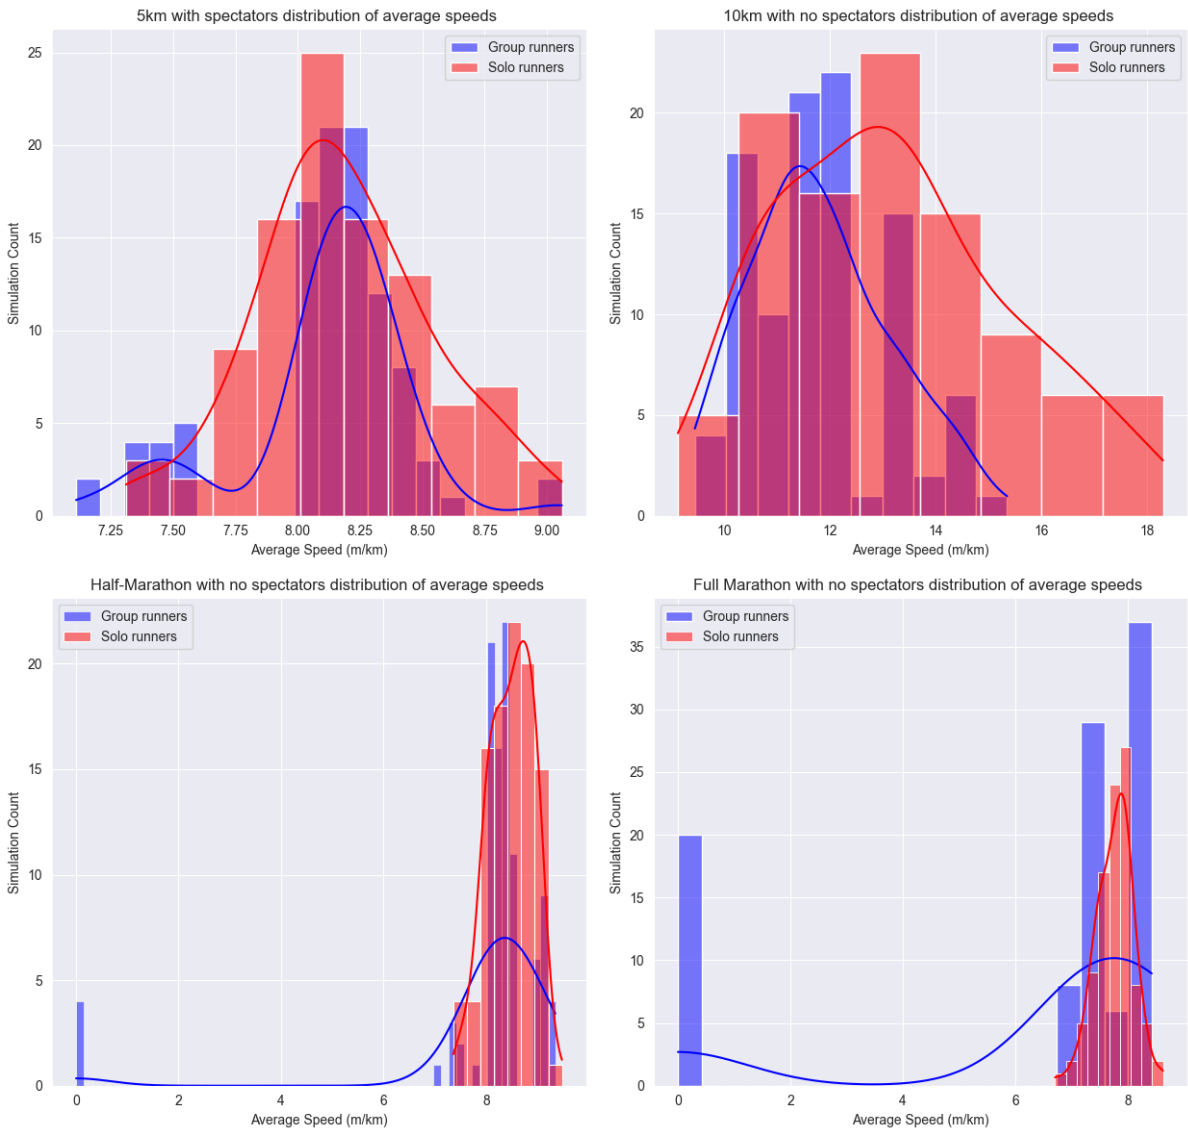 5km with spectators distribution of average speeds
Group runners
Solo runners
25
20
15
10
5
0
Simulation Count
7.25 7.50 7.75 8.00 8.25 8.50 8.75 9.00
Average Speed (m/km)
10km with no spectators distribution of average speeds
Group runners
Solo runners
20
15
10
5
0
Simulation Count
10 12 14 16 18
Average Speed (m/km)
Half-Marathon with no spectators distribution of average speeds
Group runners
Solo runners
20
15
10
5
0
Simulation Count
0 2 4 6 8
Average Speed (m/km)
Full Marathon with no spectators distribution of average speeds
Group runners
Solo runners
35
30
25
20
15
10
5
0
Simulation Count
0 2 4 6 8
Average Speed (m/km)